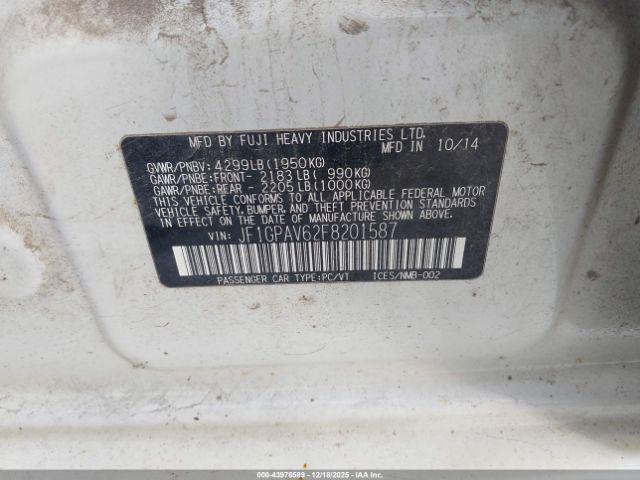 MFD BY FUJI HEAVY INDUSTRIES LTD.
MFD IN 10/14
GVWR/PNBV: 4299LB(1950KG)
GAWR/PNBE:FRONT- 2183LB( 990KG)
GAWR/PNBE:REAR - 2205LB(1000KG)
THIS VEHICLE CONFORMS TO ALL APPLICABLE FEDERAL MOTOR
VEHICLE SAFETY, BUMPER, AND THEFT PREVENTION STANDARDS
IN EFFECT ON THE DATE OF MANUFACTURE SHOWN ABOVE.
VIN: JF1GPAV62F8201587
PASSENGER CAR TYPE:PC/VT ICES/NMB-002
000-43976589 - 12/18/2025 - IAAI.CA